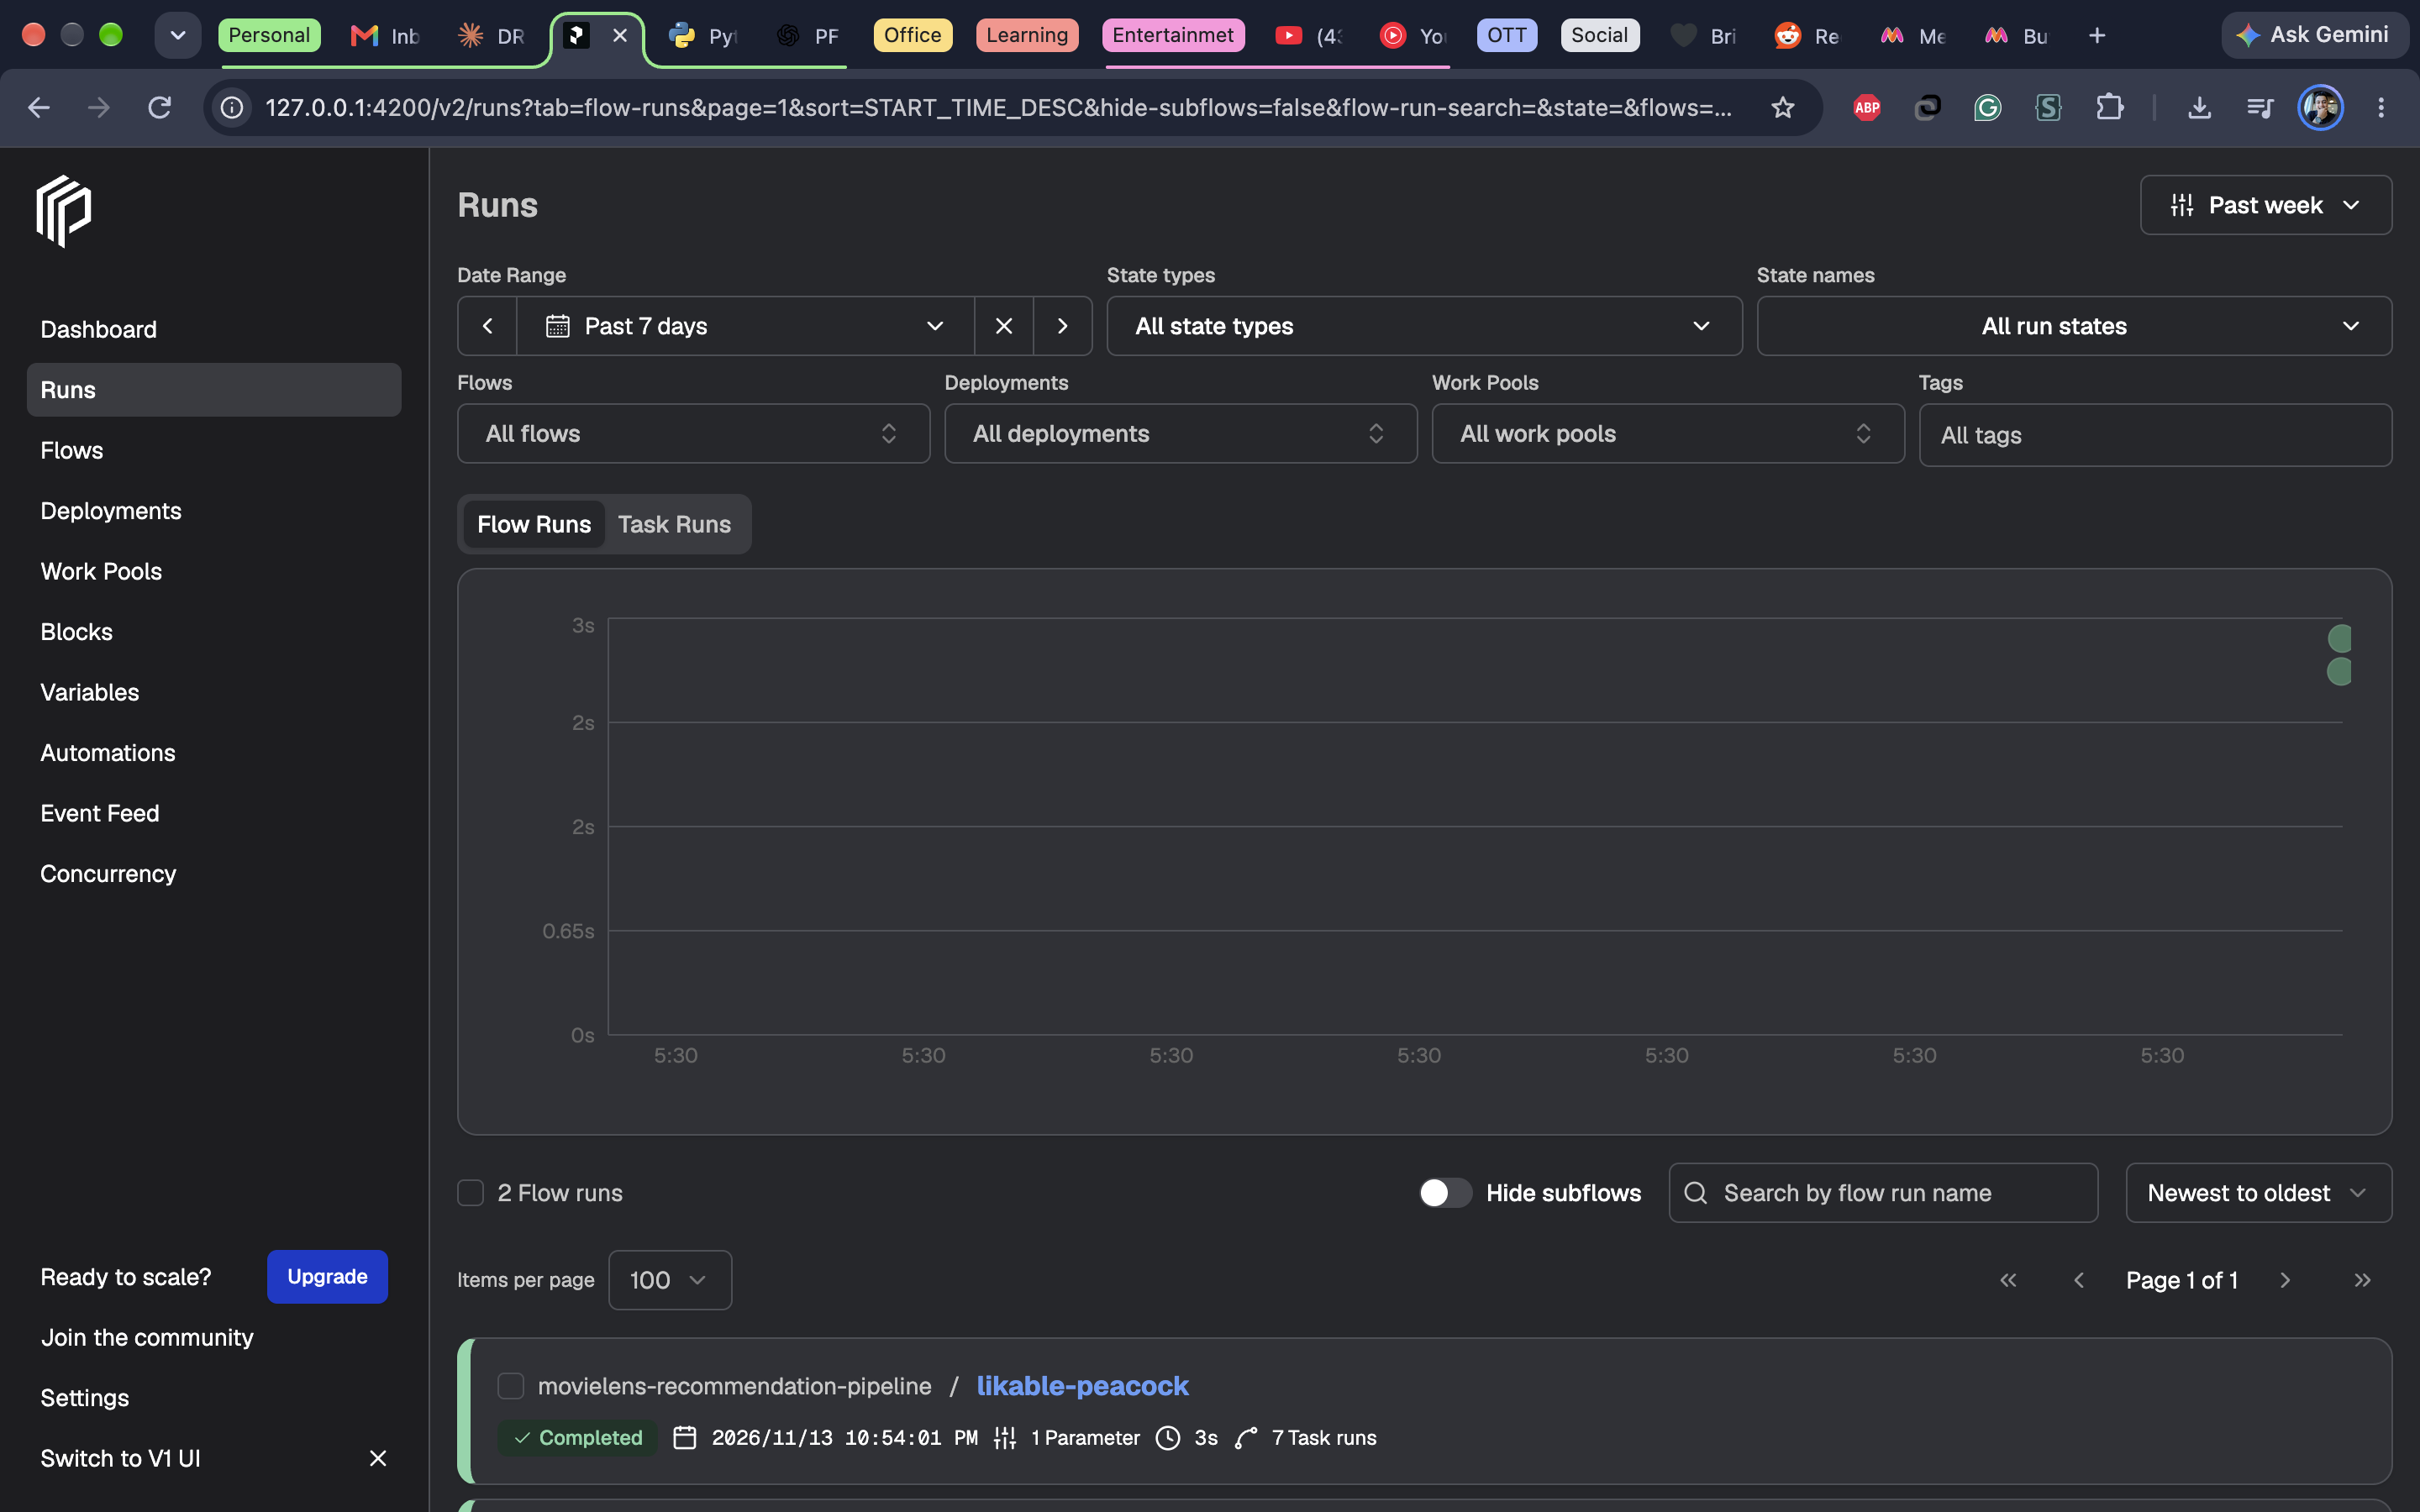 Personal Inb DR Pyt PF Office Learning Entertainmet (43 You OTT Social Bri Re Me Bu Ask Gemini
127.0.0.1:4200/v2/runs?tab=flow-runs&page=1&sort=START_TIME_DESC&hide-subflows=false&flow-run-search=&state=&flows=... ABP
Dashboard
Runs
Flows
Deployments
Work Pools
Blocks
Variables
Automations
Event Feed
Concurrency
Ready to scale? Upgrade
Join the community
Settings
Switch to V1 UI
Runs Past week
Date Range State types State names
Past 7 days All state types All run states
Flows Deployments Work Pools Tags
All flows All deployments All work pools All tags
Flow Runs Task Runs
3s
2s
2s
0.65s
0s
5:30 5:30 5:30 5:30 5:30 5:30 5:30
2 Flow runs Hide subflows Search by flow run name Newest to oldest
Items per page 100 Page 1 of 1
movielens-recommendation-pipeline / likable-peacock
Completed 2026/11/13 10:54:01 PM 1 Parameter 3s 7 Task runs